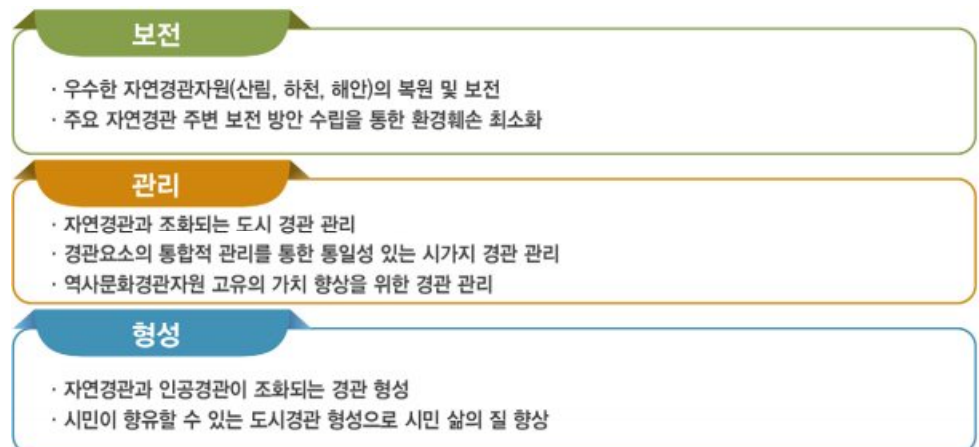 보전
· 우수한 자연경관자원(산림, 하천, 해안)의 복원 및 보전
· 주요 자연경관 주변 보전 방안 수립을 통한 환경훼손 최소화
관리
· 자연경관과 조화되는 도시 경관 관리
· 경관요소의 통합적 관리를 통한 통일성 있는 시가지 경관 관리
· 역사문화경관자원 고유의 가치 향상을 위한 경관 관리
형성
· 자연경관과 인공경관이 조화되는 경관 형성
· 시민이 향유할 수 있는 도시경관 형성으로 시민 삶의 질 향상